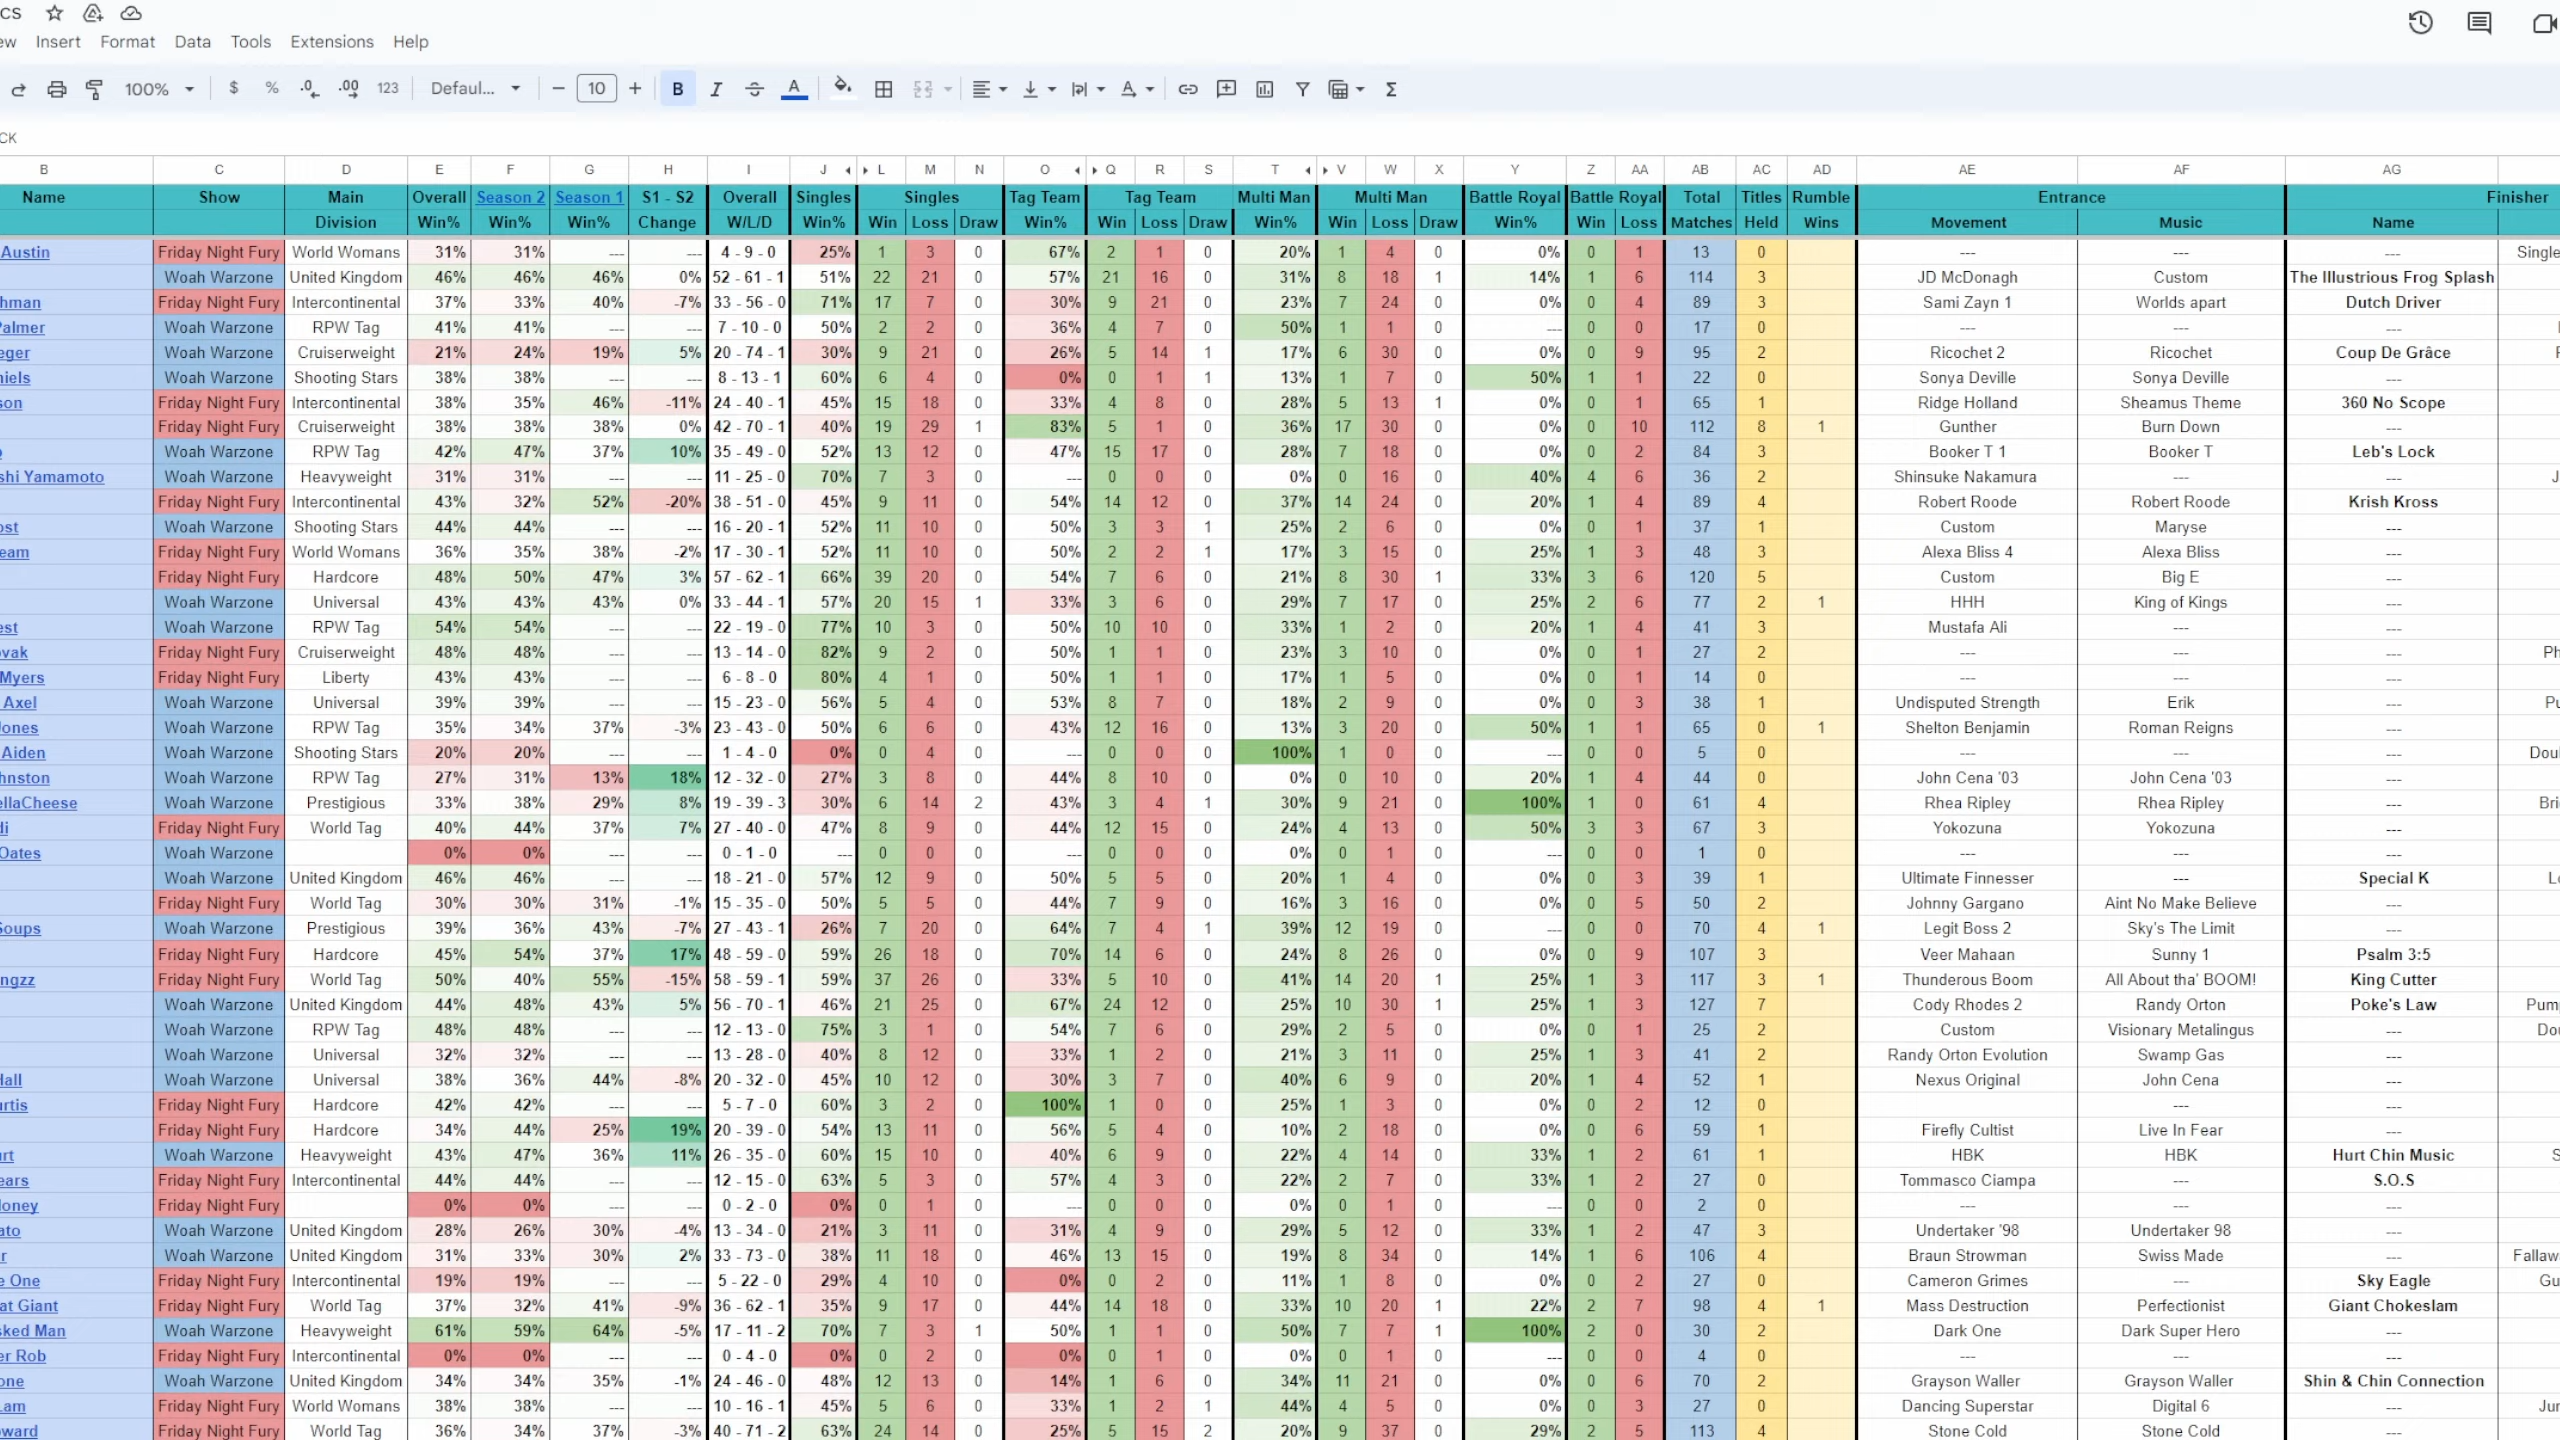 CS
ew Insert Format Data Tools Extensions Help
100% $ % .0 .00 123 Defaul... − 10 + B I A Σ
CK
B C D E F G H I J L M N O Q R S T V W X Y Z AA AB AC AD AE AF AG
Name Show Main Overall Season 2 Season 1 S1 - S2 Overall Singles Singles Tag Team Tag Team Multi Man Multi Man Battle Royal Battle Royal Total Titles Rumble Entrance Finisher
Division Win% Win% Win% Change W/L/D Win% Win Loss Draw Win% Win Loss Draw Win% Win Loss Draw Win% Win Loss Matches Held Wins Movement Music Name
Austin Friday Night Fury World Womans 31% 31% --- --- 4 - 9 - 0 25% 1 3 0 67% 2 1 0 20% 1 4 0 0% 0 1 13 0 --- --- --- Single
Woah Warzone United Kingdom 46% 46% 46% 0% 52 - 61 - 1 51% 22 21 0 57% 21 16 0 31% 8 18 1 14% 1 6 114 3 JD McDonagh Custom The Illustrious Frog Splash
hman Friday Night Fury Intercontinental 37% 33% 40% -7% 33 - 56 - 0 71% 17 7 0 30% 9 21 0 23% 7 24 0 0% 0 4 89 3 Sami Zayn 1 Worlds apart Dutch Driver
Palmer Woah Warzone RPW Tag 41% 41% --- --- 7 - 10 - 0 50% 2 2 0 36% 4 7 0 50% 1 1 0 --- 0 0 17 0 --- --- ---
eger Woah Warzone Cruiserweight 21% 24% 19% 5% 20 - 74 - 1 30% 9 21 0 26% 5 14 1 17% 6 30 0 0% 0 9 95 2 Ricochet 2 Ricochet Coup De Grâce
niels Woah Warzone Shooting Stars 38% 38% --- --- 8 - 13 - 1 60% 6 4 0 0% 0 1 1 13% 1 7 0 50% 1 1 22 0 Sonya Deville Sonya Deville ---
son Friday Night Fury Intercontinental 38% 35% 46% -11% 24 - 40 - 1 45% 15 18 0 33% 4 8 0 28% 5 13 1 0% 0 1 65 1 Ridge Holland Sheamus Theme 360 No Scope
Friday Night Fury Cruiserweight 38% 38% 38% 0% 42 - 70 - 1 40% 19 29 1 83% 5 1 0 36% 17 30 0 0% 0 10 112 8 1 Gunther Burn Down ---
Woah Warzone RPW Tag 42% 47% 37% 10% 35 - 49 - 0 52% 13 12 0 47% 15 17 0 28% 7 18 0 0% 0 2 84 3 Booker T 1 Booker T Leb's Lock
shi Yamamoto Woah Warzone Heavyweight 31% 31% --- --- 11 - 25 - 0 70% 7 3 0 --- 0 0 0 0% 0 16 0 40% 4 6 36 2 Shinsuke Nakamura --- --- J
Friday Night Fury Intercontinental 43% 32% 52% -20% 38 - 51 - 0 45% 9 11 0 54% 14 12 0 37% 14 24 0 20% 1 4 89 4 Robert Roode Robert Roode Krish Kross
ost Woah Warzone Shooting Stars 44% 44% --- --- 16 - 20 - 1 52% 11 10 0 50% 3 3 1 25% 2 6 0 0% 0 1 37 1 Custom Maryse ---
eam Friday Night Fury World Womans 36% 35% 38% -2% 17 - 30 - 1 52% 11 10 0 50% 2 2 1 17% 3 15 0 25% 1 3 48 3 Alexa Bliss 4 Alexa Bliss ---
Friday Night Fury Hardcore 48% 50% 47% 3% 57 - 62 - 1 66% 39 20 0 54% 7 6 0 21% 8 30 1 33% 3 6 120 5 Custom Big E ---
Woah Warzone Universal 43% 43% 43% 0% 33 - 44 - 1 57% 20 15 1 33% 3 6 0 29% 7 17 0 25% 2 6 77 2 1 HHH King of Kings ---
est Woah Warzone RPW Tag 54% 54% --- --- 22 - 19 - 0 77% 10 3 0 50% 10 10 0 33% 1 2 0 20% 1 4 41 3 Mustafa Ali --- ---
ovak Friday Night Fury Cruiserweight 48% 48% --- --- 13 - 14 - 0 82% 9 2 0 50% 1 1 0 23% 3 10 0 0% 0 1 27 2 --- --- --- Ph
Myers Friday Night Fury Liberty 43% 43% --- --- 6 - 8 - 0 80% 4 1 0 50% 1 1 0 17% 1 5 0 0% 0 1 14 0 --- --- ---
Axel Woah Warzone Universal 39% 39% --- --- 15 - 23 - 0 56% 5 4 0 53% 8 7 0 18% 2 9 0 0% 0 3 38 1 Undisputed Strength Erik --- Pu
Jones Woah Warzone RPW Tag 35% 34% 37% -3% 23 - 43 - 0 50% 6 6 0 43% 12 16 0 13% 3 20 0 50% 1 1 65 0 1 Shelton Benjamin Roman Reigns ---
Aiden Woah Warzone Shooting Stars 20% 20% --- --- 1 - 4 - 0 0% 0 4 0 --- 0 0 0 100% 1 0 0 --- 0 0 5 0 --- --- --- Dou
hnston Woah Warzone RPW Tag 27% 31% 13% 18% 12 - 32 - 0 27% 3 8 0 44% 8 10 0 0% 0 10 0 20% 1 4 44 0 John Cena '03 John Cena '03 ---
ellaCheese Woah Warzone Prestigious 33% 38% 29% 8% 19 - 39 - 3 30% 6 14 2 43% 3 4 1 30% 9 21 0 100% 1 0 61 4 Rhea Ripley Rhea Ripley --- Bri
di Friday Night Fury World Tag 40% 44% 37% 7% 27 - 40 - 0 47% 8 9 0 44% 12 15 0 24% 4 13 0 50% 3 3 67 3 Yokozuna Yokozuna ---
Oates Woah Warzone 0% 0% --- --- 0 - 1 - 0 --- 0 0 0 --- 0 0 0 0% 0 1 0 --- 0 0 1 0 --- --- ---
Woah Warzone United Kingdom 46% 46% --- --- 18 - 21 - 0 57% 12 9 0 50% 5 5 0 20% 1 4 0 0% 0 3 39 1 Ultimate Finnesser --- Special K
Friday Night Fury World Tag 30% 30% 31% -1% 15 - 35 - 0 50% 5 5 0 44% 7 9 0 16% 3 16 0 0% 0 5 50 2 Johnny Gargano Aint No Make Believe ---
Soups Woah Warzone Prestigious 39% 36% 43% -7% 27 - 43 - 1 26% 7 20 0 64% 7 4 1 39% 12 19 0 --- 0 0 70 4 1 Legit Boss 2 Sky's The Limit ---
Friday Night Fury Hardcore 45% 54% 37% 17% 48 - 59 - 0 59% 26 18 0 70% 14 6 0 24% 8 26 0 0% 0 9 107 3 Veer Mahaan Sunny 1 Psalm 3:5
ngzz Friday Night Fury World Tag 50% 40% 55% -15% 58 - 59 - 1 59% 37 26 0 33% 5 10 0 41% 14 20 1 25% 1 3 117 3 1 Thunderous Boom All About tha' BOOM! King Cutter
Woah Warzone United Kingdom 44% 48% 43% 5% 56 - 70 - 1 46% 21 25 0 67% 24 12 0 25% 10 30 1 25% 1 3 127 7 Cody Rhodes 2 Randy Orton Poke's Law Pum
Woah Warzone RPW Tag 48% 48% --- --- 12 - 13 - 0 75% 3 1 0 54% 7 6 0 29% 2 5 0 0% 0 1 25 2 Custom Visionary Metalingus --- Dou
Woah Warzone Universal 32% 32% --- --- 13 - 28 - 0 40% 8 12 0 33% 1 2 0 21% 3 11 0 25% 1 3 41 2 Randy Orton Evolution Swamp Gas ---
Hall Woah Warzone Universal 38% 36% 44% -8% 20 - 32 - 0 45% 10 12 0 30% 3 7 0 40% 6 9 0 20% 1 4 52 1 Nexus Original John Cena ---
urtis Friday Night Fury Hardcore 42% 42% --- --- 5 - 7 - 0 60% 3 2 0 100% 1 0 0 25% 1 3 0 0% 0 2 12 0 --- ---
Friday Night Fury Hardcore 34% 44% 25% 19% 20 - 39 - 0 54% 13 11 0 56% 5 4 0 10% 2 18 0 0% 0 6 59 1 Firefly Cultist Live In Fear ---
urt Woah Warzone Heavyweight 43% 47% 36% 11% 26 - 35 - 0 60% 15 10 0 40% 6 9 0 22% 4 14 0 33% 1 2 61 1 HBK HBK Hurt Chin Music S
ears Friday Night Fury Intercontinental 44% 44% --- --- 12 - 15 - 0 63% 5 3 0 57% 4 3 0 22% 2 7 0 33% 1 2 27 0 Tommasco Ciampa --- S.O.S
loney Friday Night Fury 0% 0% --- --- 0 - 2 - 0 0% 0 1 0 --- 0 0 0 0% 0 1 0 --- 0 0 2 0 --- --- ---
ato Woah Warzone United Kingdom 28% 26% 30% -4% 13 - 34 - 0 21% 3 11 0 31% 4 9 0 29% 5 12 0 33% 1 2 47 3 Undertaker '98 Undertaker 98 ---
r Woah Warzone United Kingdom 31% 33% 30% 2% 33 - 73 - 0 38% 11 18 0 46% 13 15 0 19% 8 34 0 14% 1 6 106 4 Braun Strowman Swiss Made --- Fallaw
e One Friday Night Fury Intercontinental 19% 19% --- --- 5 - 22 - 0 29% 4 10 0 0% 0 2 0 11% 1 8 0 0% 0 2 27 0 Cameron Grimes --- Sky Eagle Gu
at Giant Friday Night Fury World Tag 37% 32% 41% -9% 36 - 62 - 1 35% 9 17 0 44% 14 18 0 33% 10 20 1 22% 2 7 98 4 1 Mass Destruction Perfectionist Giant Chokeslam
sked Man Woah Warzone Heavyweight 61% 59% 64% -5% 17 - 11 - 2 70% 7 3 1 50% 1 1 0 50% 7 7 1 100% 2 0 30 2 Dark One Dark Super Hero ---
er Rob Friday Night Fury Intercontinental 0% 0% --- --- 0 - 4 - 0 0% 0 2 0 0% 0 1 0 0% 0 1 0 --- 0 0 4 0 --- --- ---
one Woah Warzone United Kingdom 34% 34% 35% -1% 24 - 46 - 0 48% 12 13 0 14% 1 6 0 34% 11 21 0 0% 0 6 70 2 Grayson Waller Grayson Waller Shin & Chin Connection
Lam Friday Night Fury World Womans 38% 38% --- --- 10 - 16 - 1 45% 5 6 0 33% 1 2 1 44% 4 5 0 0% 0 3 27 0 Dancing Superstar Digital 6 --- Jur
ward Friday Night Fury World Tag 36% 34% 37% -3% 40 - 71 - 2 63% 24 14 0 25% 5 15 2 20% 9 37 0 29% 2 5 113 4 Stone Cold Stone Cold ---